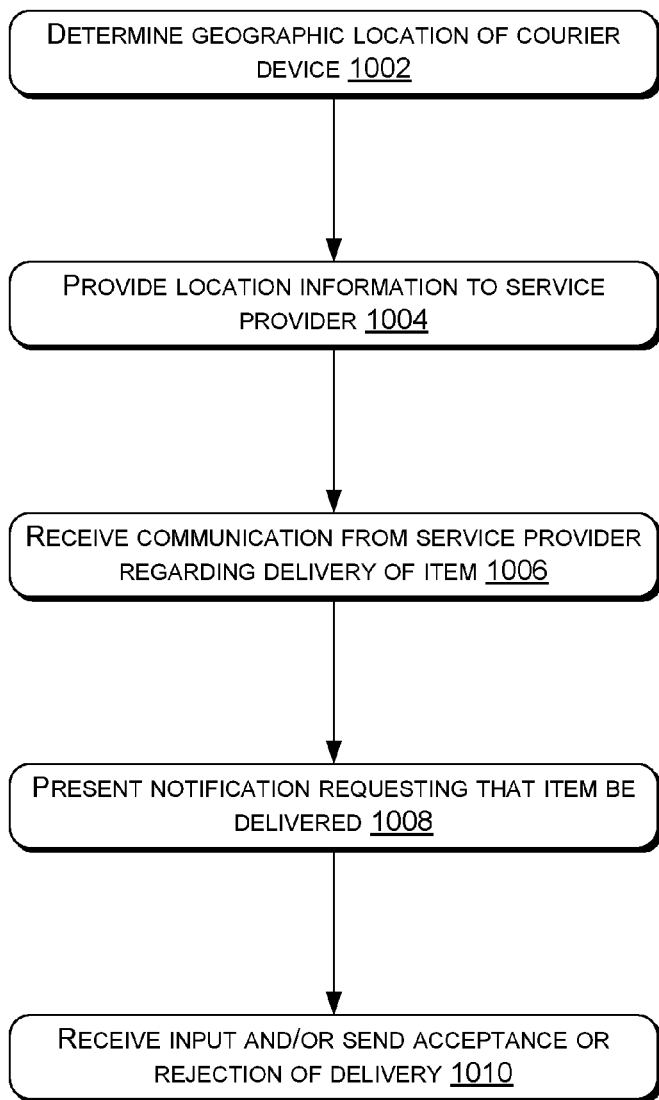 DETERMINE GEOGRAPHIC LOCATION OF COURIER
DEVICE 1002
PROVIDE LOCATION INFORMATION TO SERVICE
PROVIDER 1004
RECEIVE COMMUNICATION FROM SERVICE PROVIDER
REGARDING DELIVERY OF ITEM 1006
PRESENT NOTIFICATION REQUESTING THAT ITEM BE
DELIVERED 1008
RECEIVE INPUT AND/OR SEND ACCEPTANCE OR
REJECTION OF DELIVERY 1010